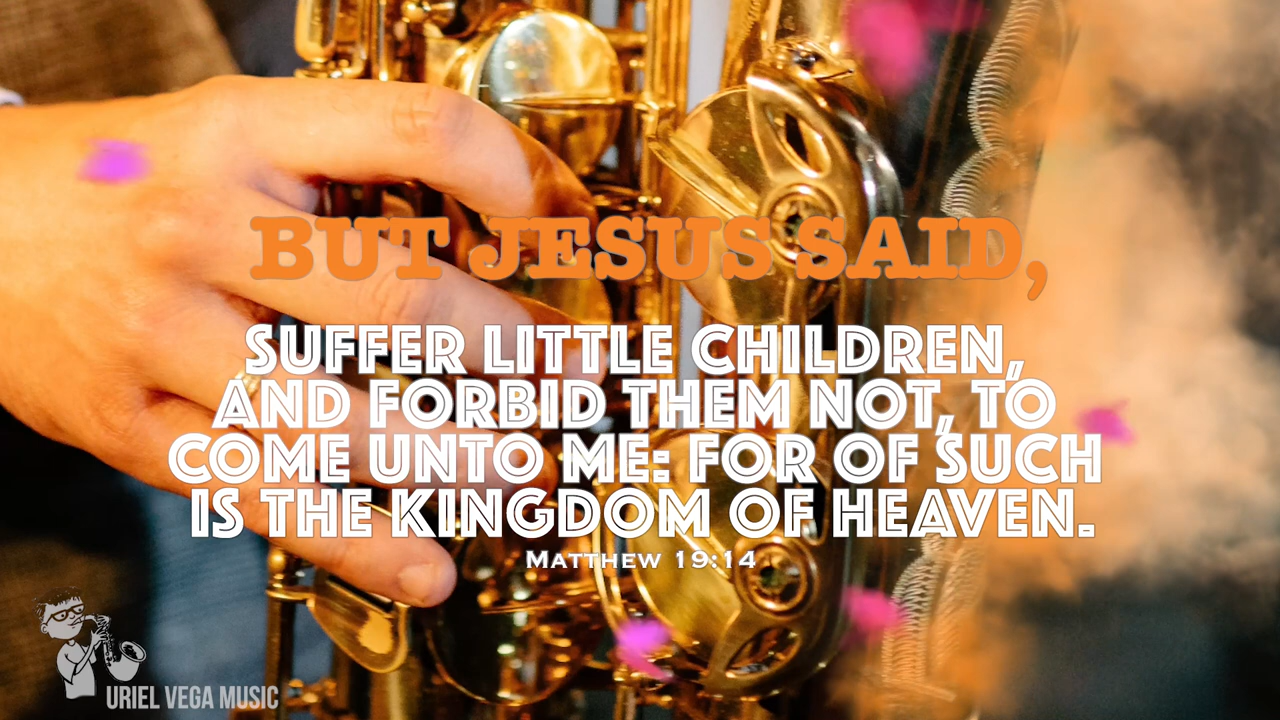 BUT JESUS SAID,
SUFFER LITTLE CHILDREN,
AND FORBID THEM NOT, TO
COME UNTO ME: FOR OF SUCH
IS THE KINGDOM OF HEAVEN.
MATTHEW 19:14
URIEL VEGA MUSIC